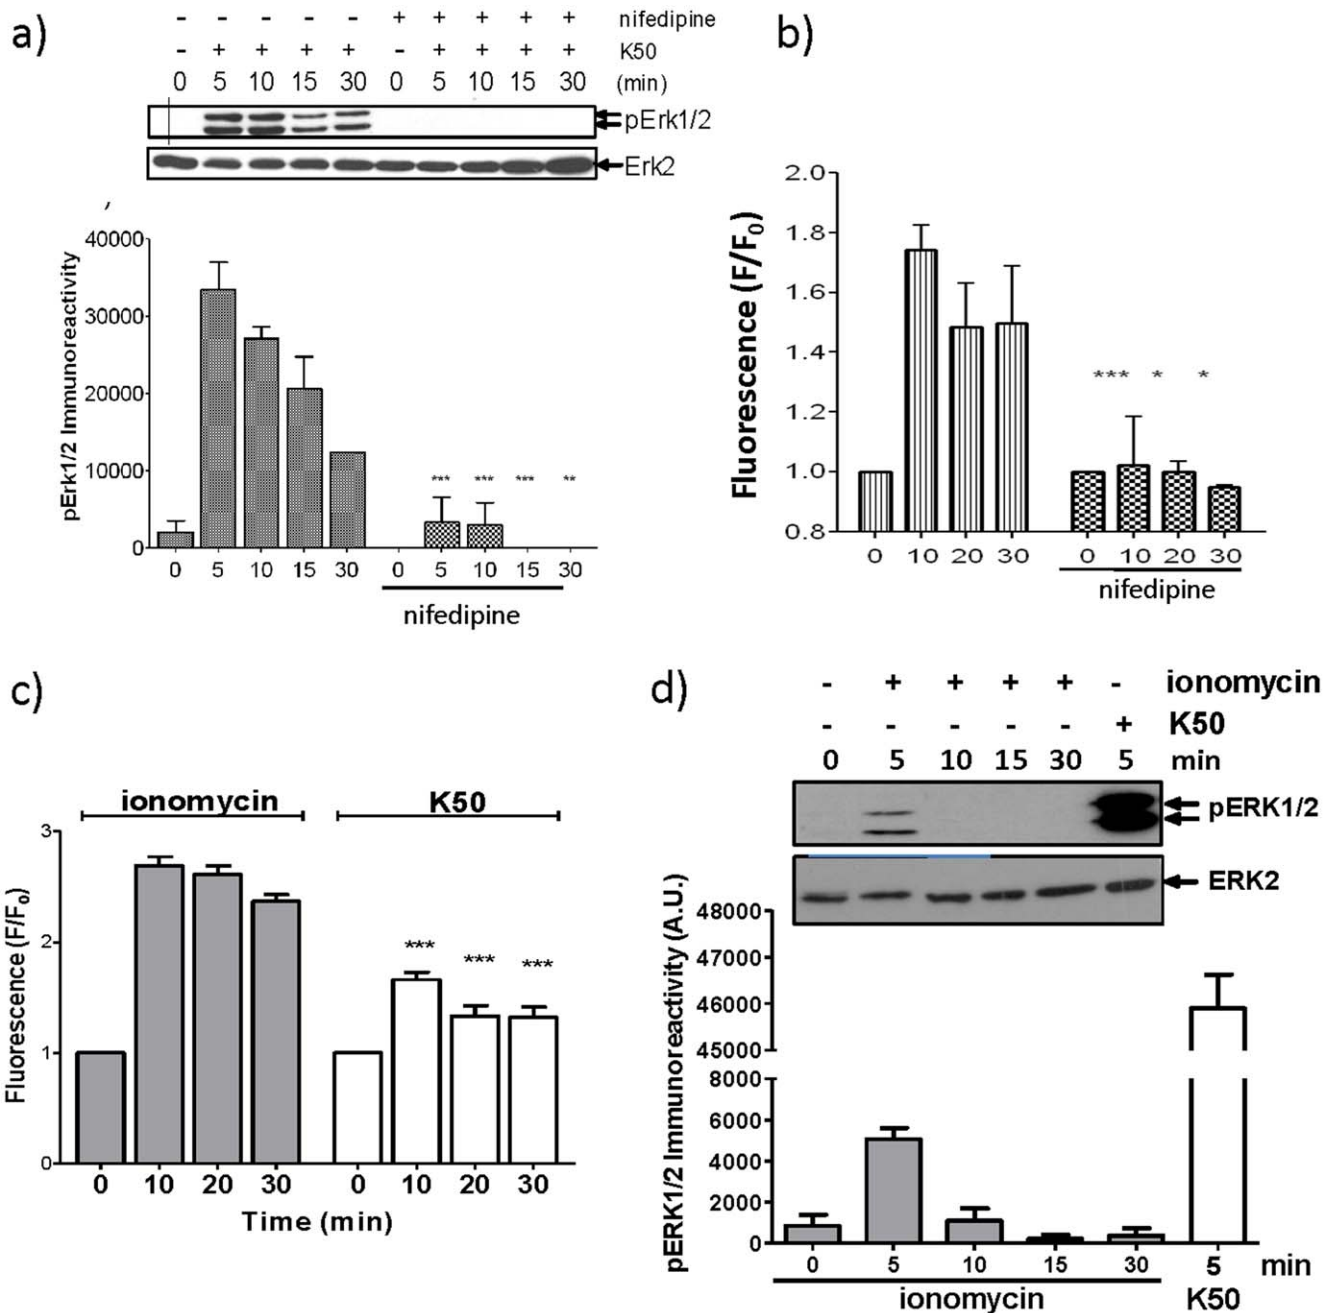 a)
- - - - - + + + + + nifedipine
- + + + + - + + + + K50
0 5 10 15 30 0 5 10 15 30 (min)
pErk1/2
Erk2
,
pErk1/2 Immunoreactivity
40000
30000
20000
10000
0
*** *** *** **
0 5 10 15 30 0 5 10 15 30
nifedipine
b)
Fluorescence (F/F0)
2.0
1.8
1.6
1.4
1.2
1.0
0.8
*** * *
0 10 20 30 0 10 20 30
nifedipine
c)
ionomycin K50
Fluorescence (F/F0)
3
2
1
0
*** *** ***
0 10 20 30 0 10 20 30
Time (min)
d)
- + + + + - ionomycin
- - - - - + K50
0 5 10 15 30 5 min
pERK1/2
ERK2
pERK1/2 Immunoreactivity (A.U.)
48000
47000
46000
45000
8000
6000
4000
2000
0
0 5 10 15 30 5 min
ionomycin K50